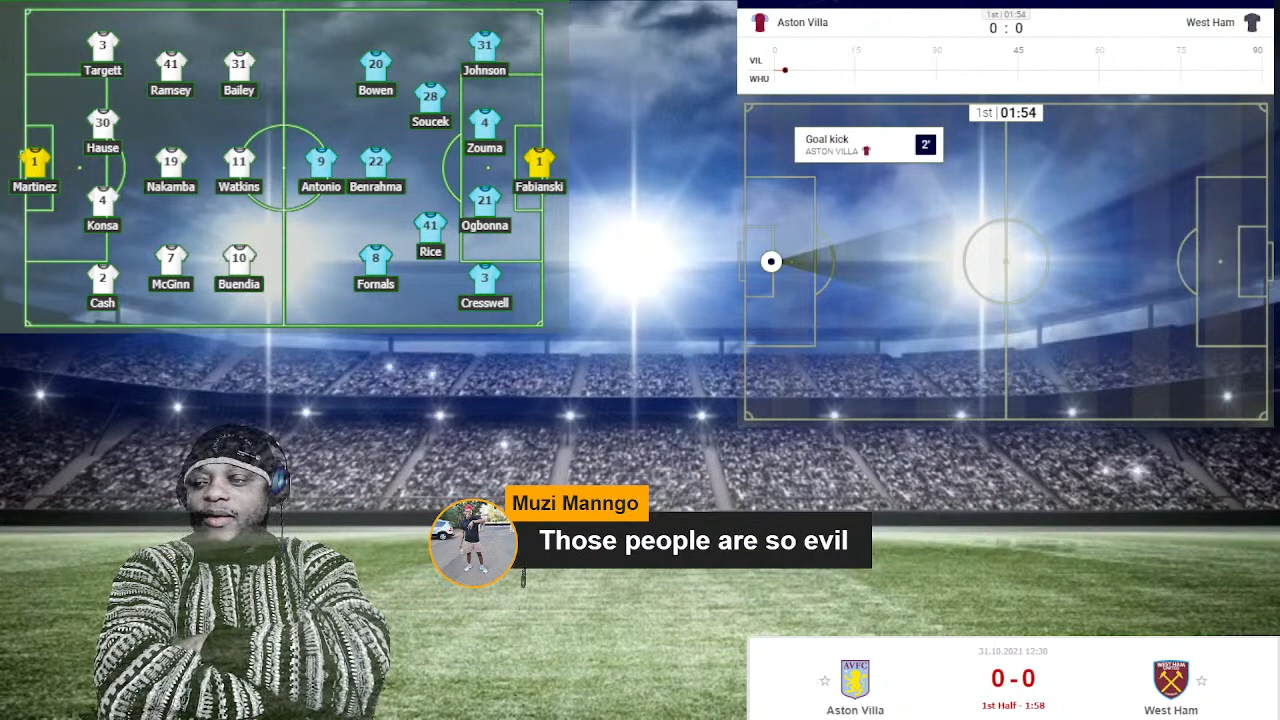 3
Targett
41
Ramsey
31
Bailey
30
Hause
1
Martinez
19
Nakamba
11
Watkins
4
Konsa
7
McGinn
10
Buendia
2
Cash
20
Bowen
31
Johnson
28
Soucek
4
Zouma
9
Antonio
22
Benrahma
1
Fabianski
21
Ogbonna
41
Rice
8
Fornals
3
Cresswell
Aston Villa
1st | 01:54
0 : 0
West Ham
0 15 30 45 60 75 90
VIL
WHU
1st | 01:54
Goal kick
ASTON VILLA
2'
Muzi Manngo
Those people are so evil
31.10.2021 12:30
AVFC
0 - 0
WEST HAM
UNITED
1st Half - 1:58
Aston Villa
West Ham